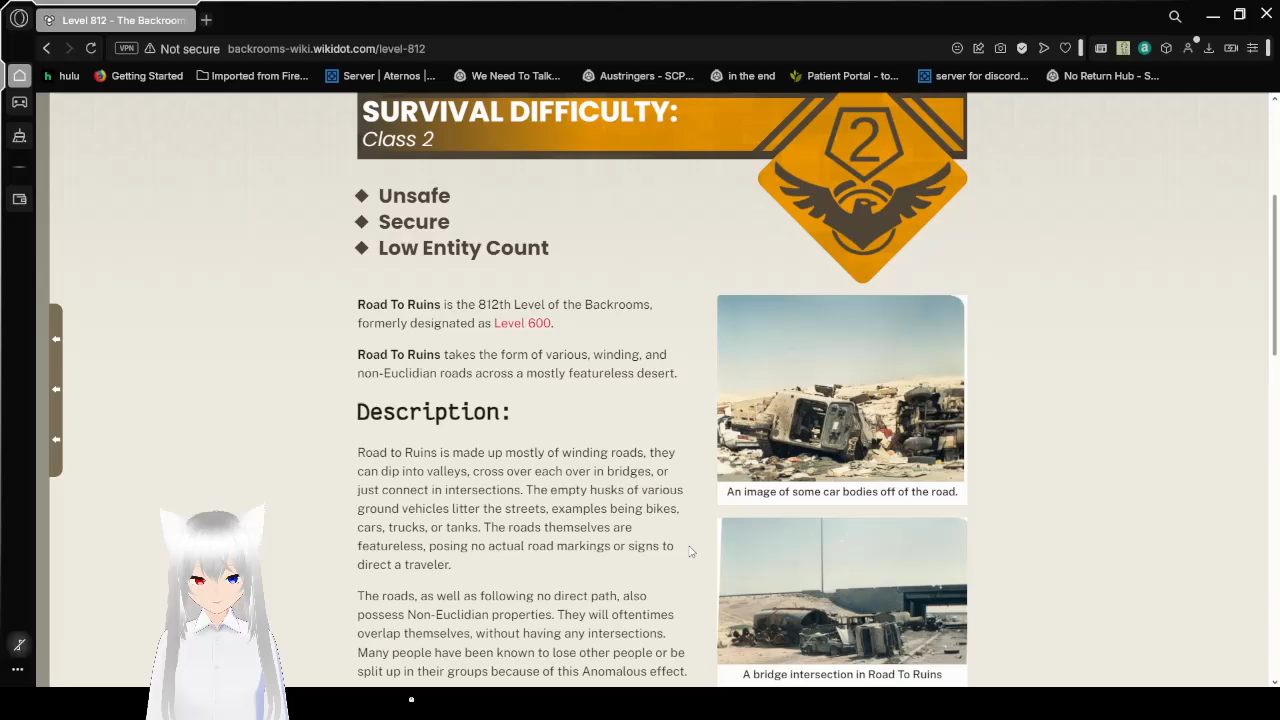 Level 812 - The Backroom
VPN
Not secure
backrooms-wiki.wikidot.com/level-812
hulu
Getting Started
Imported from Fire...
Server | Aternos |...
We Need To Talk...
Austringers - SCP...
in the end
Patient Portal - to...
server for discord...
No Return Hub - S...
SURVIVAL DIFFICULTY:
Class 2
2
Unsafe
Secure
Low Entity Count
Road To Ruins is the 812th Level of the Backrooms,
formerly designated as Level 600.
Road To Ruins takes the form of various, winding, and
non-Euclidian roads across a mostly featureless desert.
Description:
Road to Ruins is made up mostly of winding roads, they
can dip into valleys, cross over each over in bridges, or
just connect in intersections. The empty husks of various
ground vehicles litter the streets, examples being bikes,
cars, trucks, or tanks. The roads themselves are
featureless, posing no actual road markings or signs to
direct a traveler.
The roads, as well as following no direct path, also
possess Non-Euclidian properties. They will oftentimes
overlap themselves, without having any intersections.
Many people have been known to lose other people or be
split up in their groups because of this Anomalous effect.
An image of some car bodies off of the road.
A bridge intersection in Road To Ruins